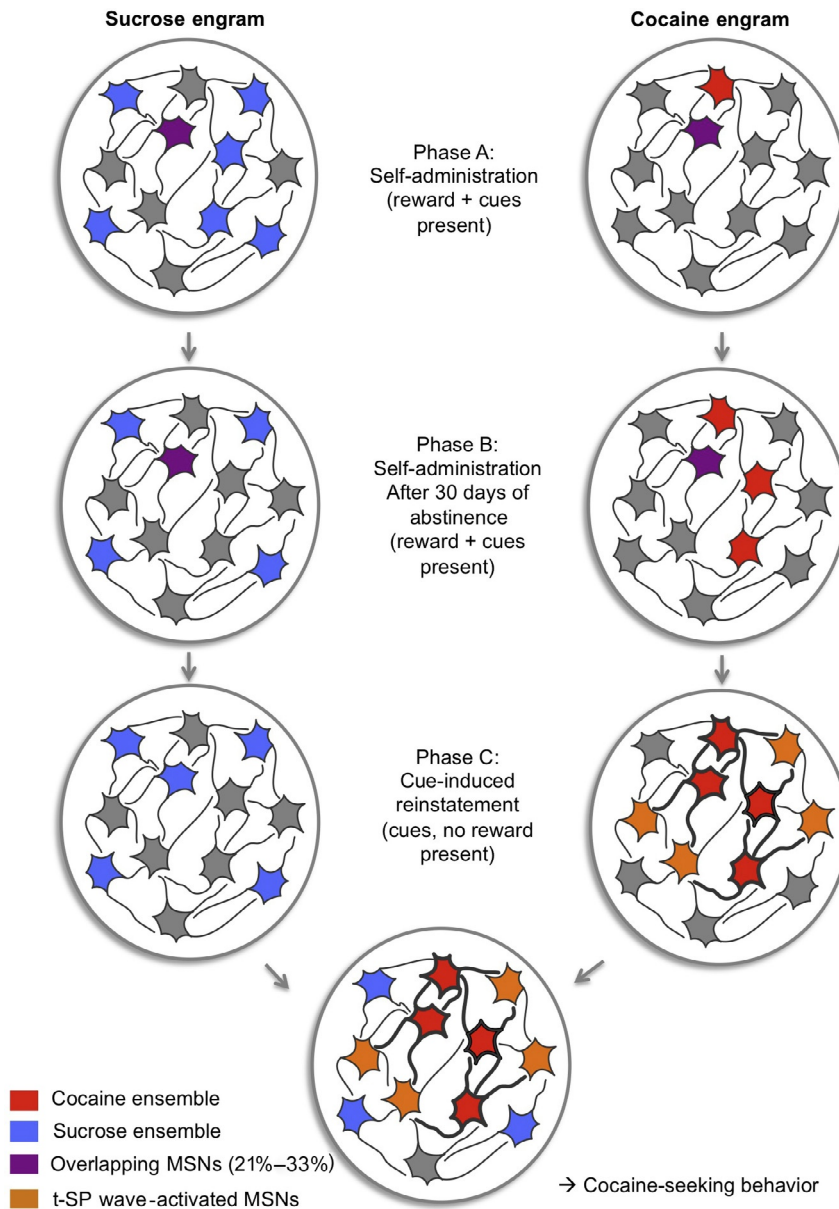 Sucrose engram
Cocaine engram
Phase A:
Self-administration
(reward + cues
present)
Phase B:
Self-administration
After 30 days of
abstinence
(reward + cues
present)
Phase C:
Cue-induced
reinstatement
(cues, no reward
present)
Cocaine ensemble
Sucrose ensemble
Overlapping MSNs (21%–33%)
t-SP wave-activated MSNs
→ Cocaine-seeking behavior